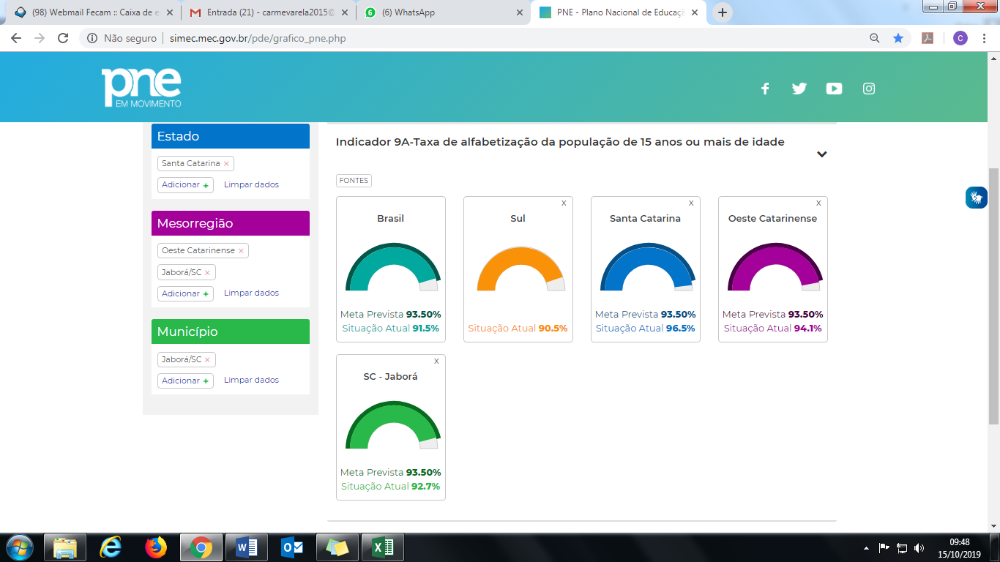 (98) Webmail Fecam :: Caixa de e
Entrada (21) - carmevarela2015@
(6) WhatsApp
PNE - Plano Nacional de Educaçã
Não seguro | simec.mec.gov.br/pde/grafico_pne.php
C
pne
EM MOVIMENTO
Estado
Santa Catarina ×
Adicionar + Limpar dados
Mesorregião
Oeste Catarinense ×
Jaborá/SC ×
Adicionar + Limpar dados
Município
Jaborá/SC ×
Adicionar + Limpar dados
Indicador 9A-Taxa de alfabetização da população de 15 anos ou mais de idade
FONTES
Brasil
Meta Prevista 93.50%
Situação Atual 91.5%
X
Sul
Situação Atual 90.5%
X
Santa Catarina
Meta Prevista 93.50%
Situação Atual 96.5%
X
Oeste Catarinense
Meta Prevista 93.50%
Situação Atual 94.1%
X
SC - Jaborá
Meta Prevista 93.50%
Situação Atual 92.7%
09:48
15/10/2019